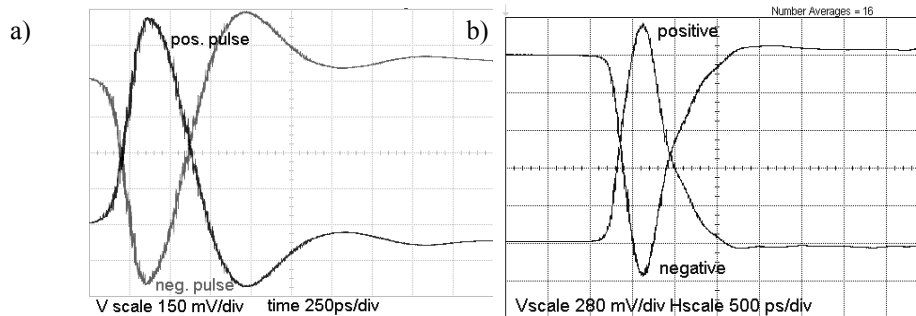 Number Averages = 16
a)
b)
pos. pulse
positive
neg. pulse
negative
V scale 150 mV/div time 250ps/div
Vscale 280 mV/div Hscale 500 ps/div